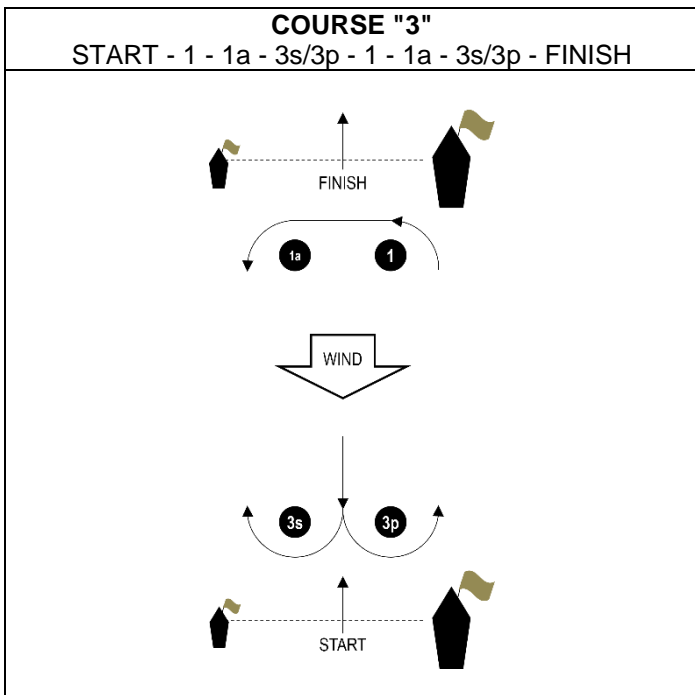 COURSE "3"
START - 1 - 1a - 3s/3p - 1 - 1a - 3s/3p - FINISH
FINISH
1a
1
WIND
3s
3p
START